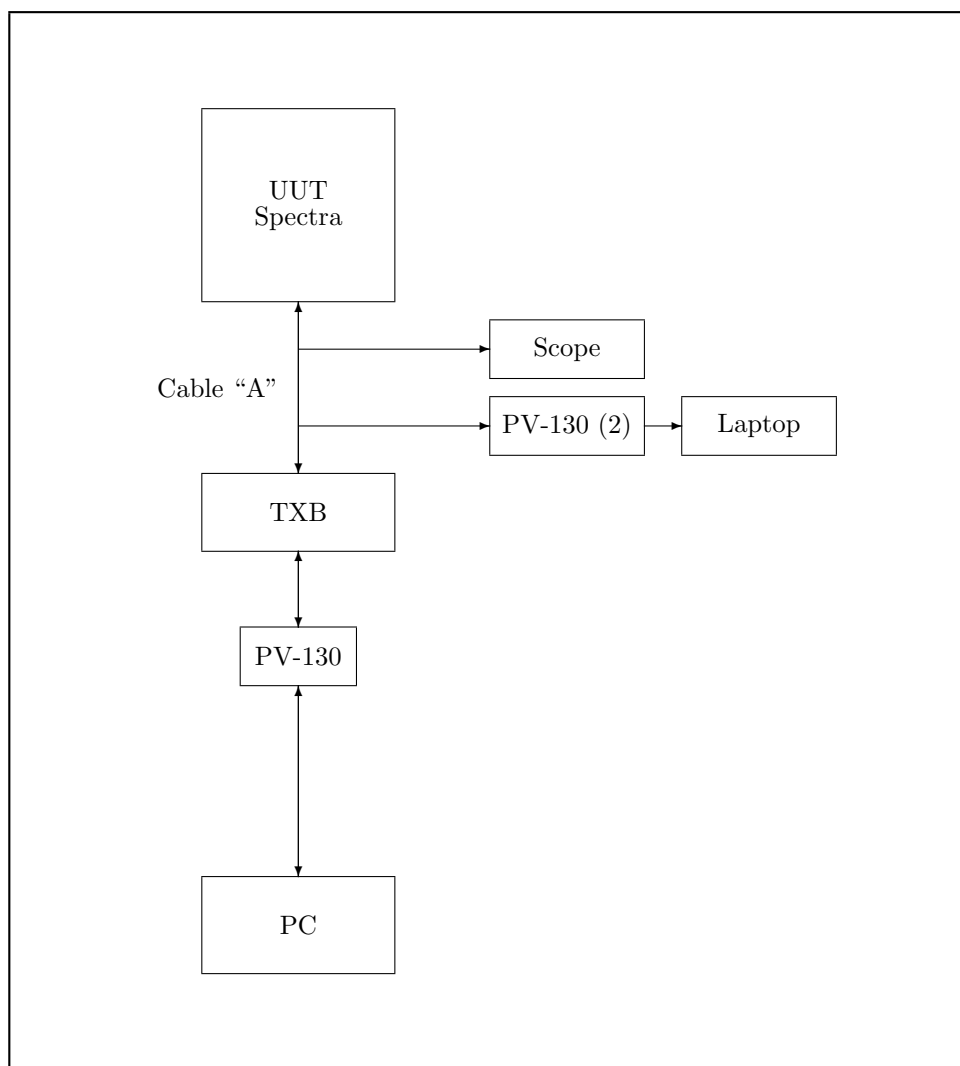 UUT
Spectra
Scope
Cable “A”
PV-130 (2)
Laptop
TXB
PV-130
PC